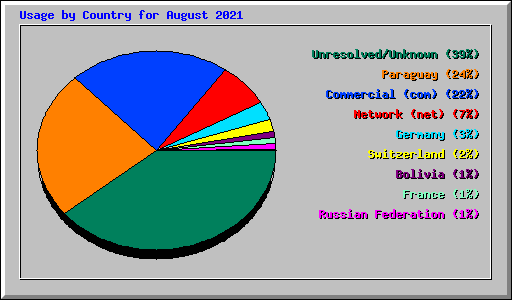 Usage by Country for August 2021
Unresolved/Unknown (39%)
Paraguay (24%)
Commercial (com) (22%)
Network (net) (7%)
Germany (3%)
Switzerland (2%)
Bolivia (1%)
France (1%)
Russian Federation (1%)